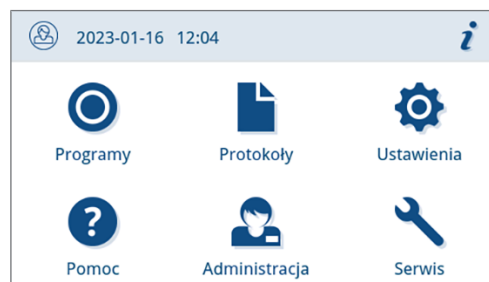 2023-01-16 12:04 i
Programy Protokoły Ustawienia
?
Pomoc Administracja Serwis